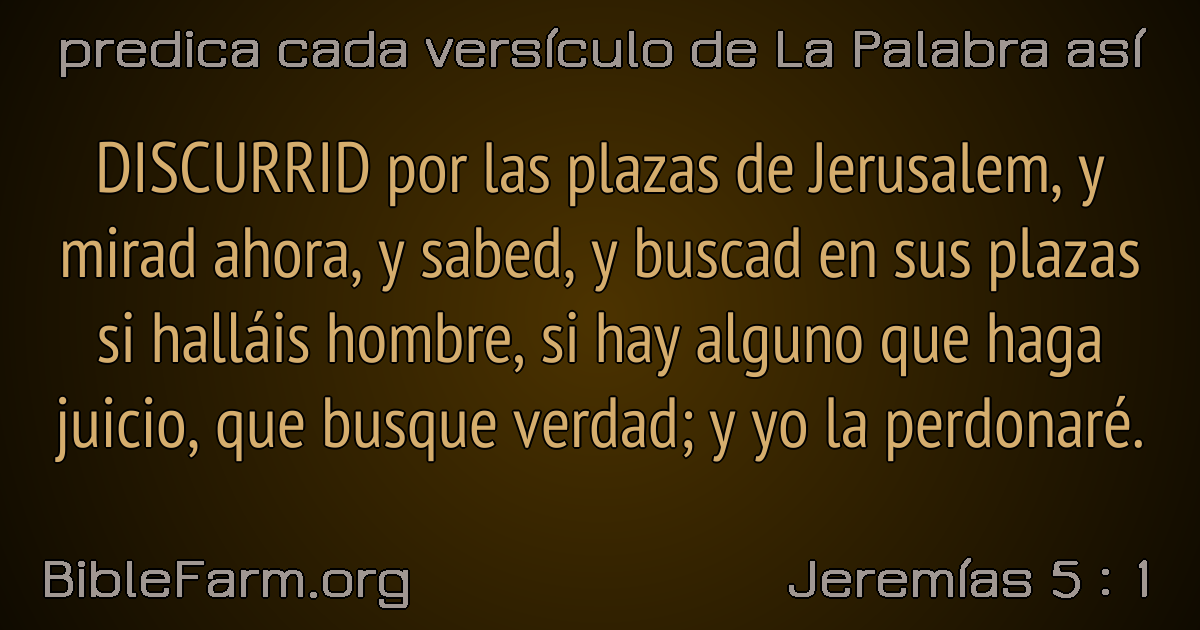 predica cada versículo de La Palabra así
DISCURRID por las plazas de Jerusalem, y
mirad ahora, y sabed, y buscad en sus plazas
si halláis hombre, si hay alguno que haga
juicio, que busque verdad; y yo la perdonaré.
BibleFarm.org
Jeremías 5 : 1